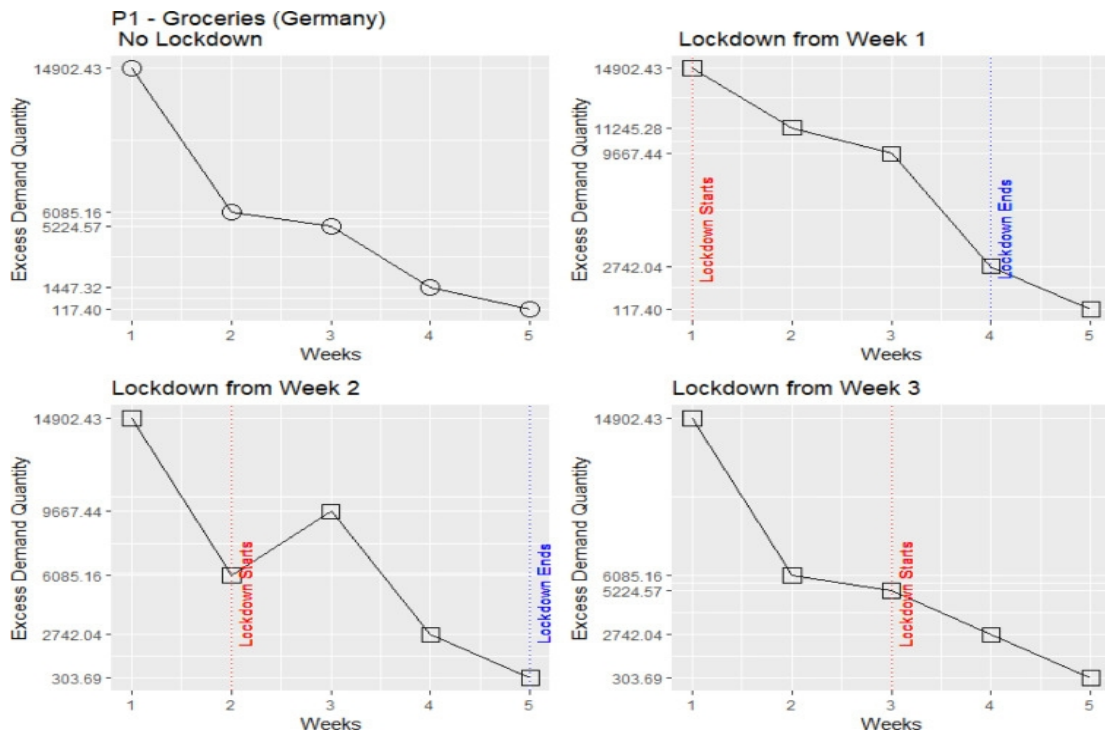 P1 - Groceries (Germany)
No Lockdown
Excess Demand Quantity
14902.43
6085.16
5224.57
1447.32
117.40
1 2 3 4 5
Weeks
Lockdown from Week 1
Excess Demand Quantity
14902.43
11245.28
9667.44
2742.04
117.40
Lockdown Starts
Lockdown Ends
1 2 3 4 5
Weeks
Lockdown from Week 2
Excess Demand Quantity
14902.43
9667.44
6085.16
2742.04
303.69
Lockdown Starts
Lockdown Ends
1 2 3 4 5
Weeks
Lockdown from Week 3
Excess Demand Quantity
14902.43
6085.16
5224.57
2742.04
303.69
Lockdown Starts
1 2 3 4 5
Weeks